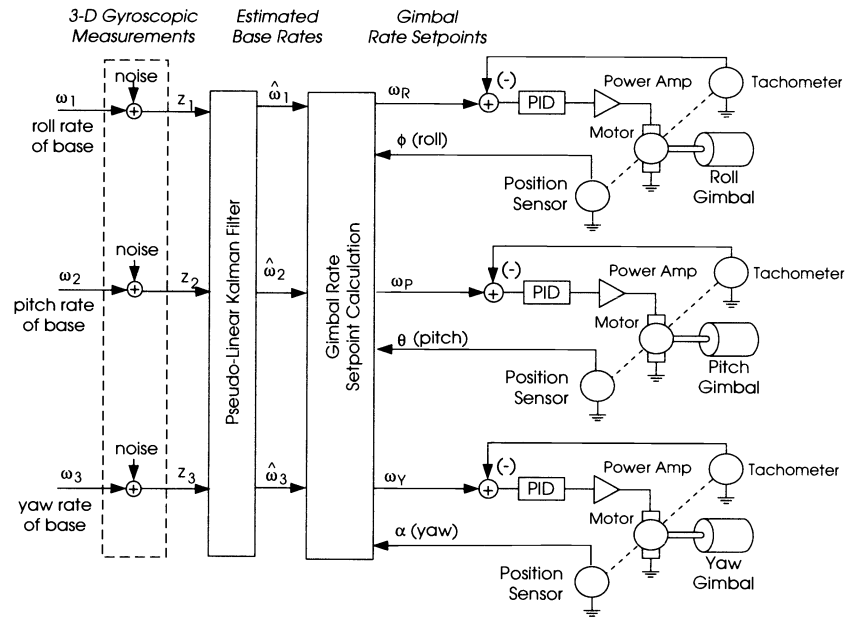 3-D Gyroscopic
Measurements
Estimated
Base Rates
Gimbal
Rate Setpoints
noise
ω1
roll rate
of base
z1
ω̂1
ωR
(-)
PID
Power Amp
Tachometer
Motor
Roll
Gimbal
ϕ (roll)
Position
Sensor
noise
ω2
pitch rate
of base
z2
ω̂2
ωP
(-)
PID
Power Amp
Tachometer
Motor
Pitch
Gimbal
θ (pitch)
Position
Sensor
Pseudo-Linear Kalman Filter
Gimbal Rate
Setpoint Calculation
noise
ω3
yaw rate
of base
z3
ω̂3
ωY
(-)
PID
Power Amp
Tachometer
Motor
Yaw
Gimbal
α (yaw)
Position
Sensor